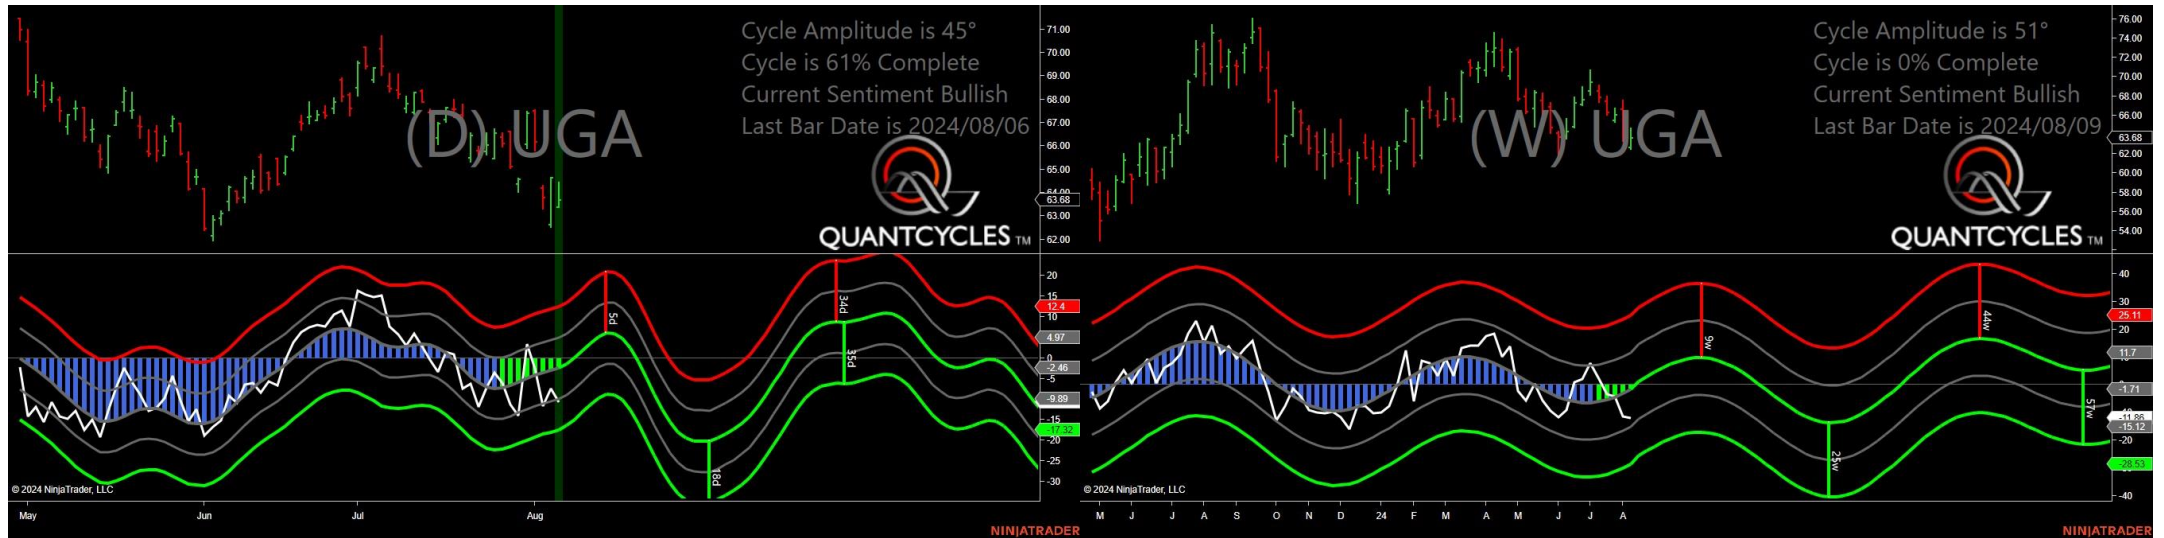 Cycle Amplitude is 45°
Cycle is 61% Complete
Current Sentiment Bullish
Last Bar Date is 2024/08/06
(D) UGA
QUANTCYCLES TM
71.00
70.00
69.00
68.00
67.00
66.00
65.00
64.00
63.68
63.00
62.00
20
15
12.4
10
4.97
0
-2.46
-5
-9.89
-15
-17.32
-20
-25
-30
5d
18d
34d
35d
© 2024 NinjaTrader, LLC
May
Jun
Jul
Aug
NINJATRADER
Cycle Amplitude is 51°
Cycle is 0% Complete
Current Sentiment Bullish
Last Bar Date is 2024/08/09
(W) UGA
QUANTCYCLES TM
76.00
74.00
72.00
70.00
68.00
66.00
63.68
62.00
60.00
58.00
56.00
54.00
40
30
25.11
20
11.7
-1.71
-11.86
-15.12
-20
-28.53
-40
9w
25w
44w
57w
© 2024 NinjaTrader, LLC
M J J A S O N D 24 F M A M J J A
NINJATRADER